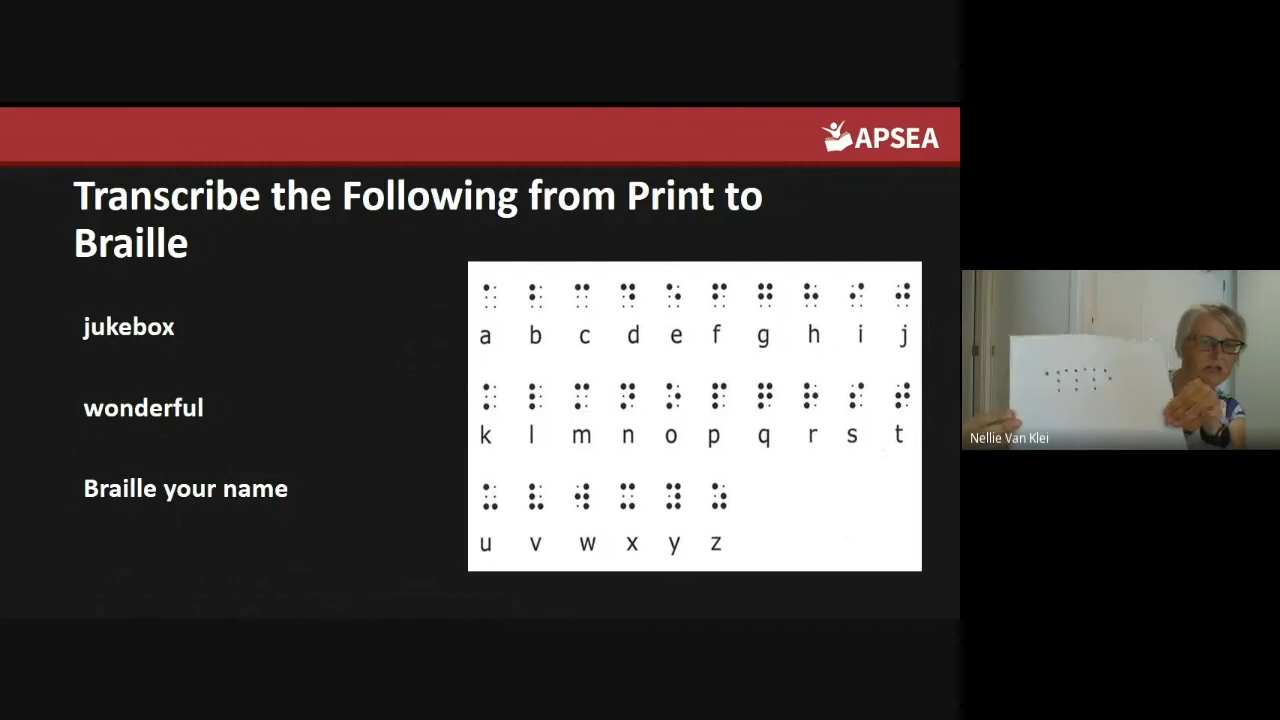 APSEA
Transcribe the Following from Print to
Braille
jukebox
wonderful
Braille your name
a b c d e f g h i j
k l m n o p q r s t
u v w x y z
Nellie Van Klei